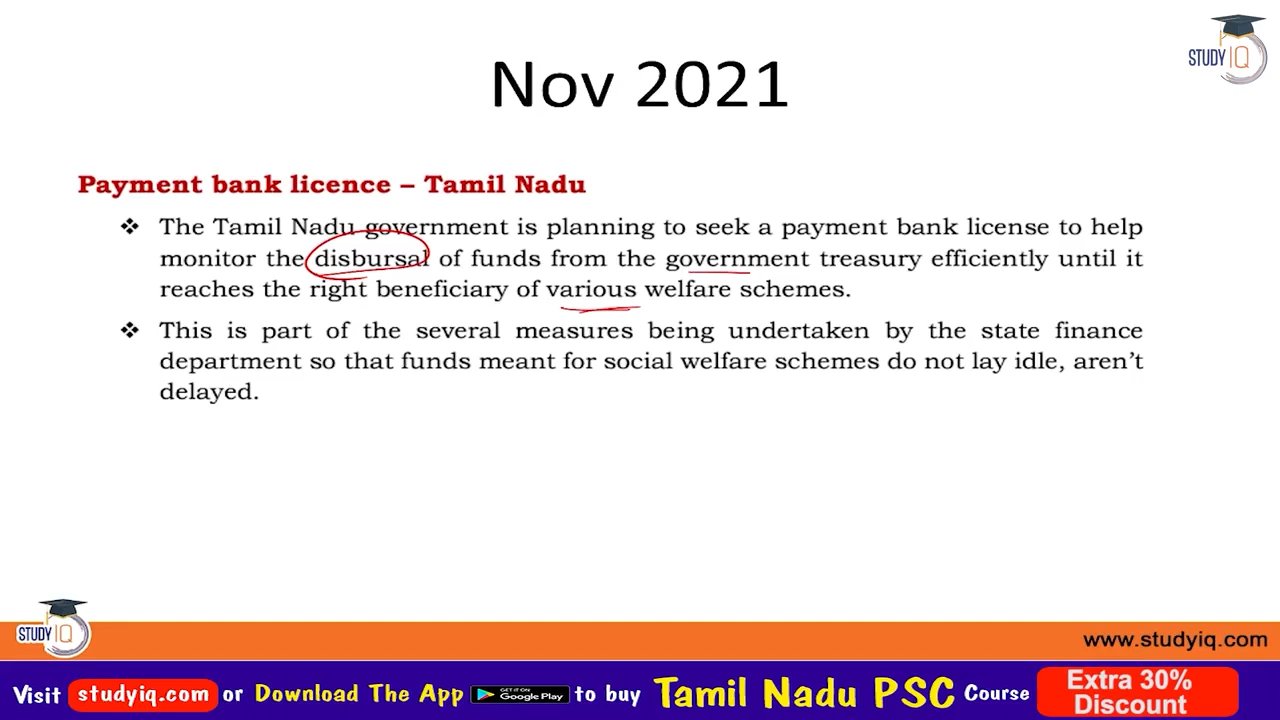 STUDY IQ
Nov 2021
Payment bank licence – Tamil Nadu
❖ The Tamil Nadu government is planning to seek a payment bank license to help
monitor the disbursal of funds from the government treasury efficiently until it
reaches the right beneficiary of various welfare schemes.
❖ This is part of the several measures being undertaken by the state finance
department so that funds meant for social welfare schemes do not lay idle, aren’t
delayed.
STUDY IQ
www.studyiq.com
Visit studyiq.com or Download The App GET IT ON Google Play to buy Tamil Nadu PSC Course Extra 30%
Discount